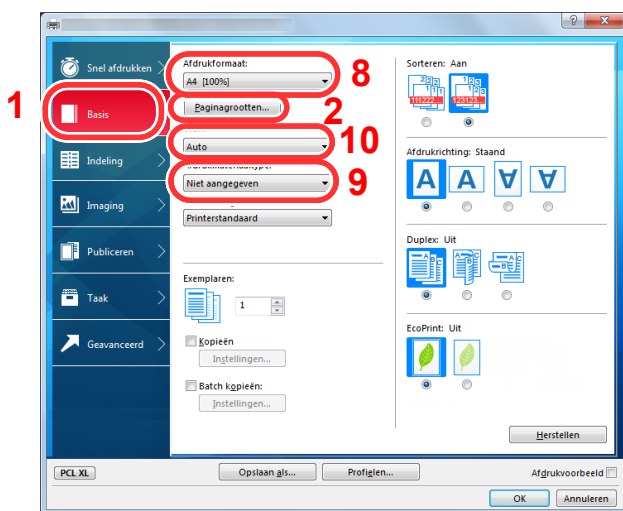 Snel afdrukken
Basis
Indeling
Imaging
Publiceren
Taak
Geavanceerd
1
Afdrukformaat:
A4 [100%]
8
Paginagrootten...
2
Auto
10
Niet aangegeven
9
Printerstandaard
Exemplaren:
1
Kopieën
Instellingen...
Batch kopieën:
Instellingen...
Sorteren: Aan
111222...
123123...
Afdrukrichting: Staand
A A A A
Duplex: Uit
EcoPrint: Uit
Herstellen
PCL XL
Opslaan als...
Profielen...
Afdrukvoorbeeld
OK
Annuleren